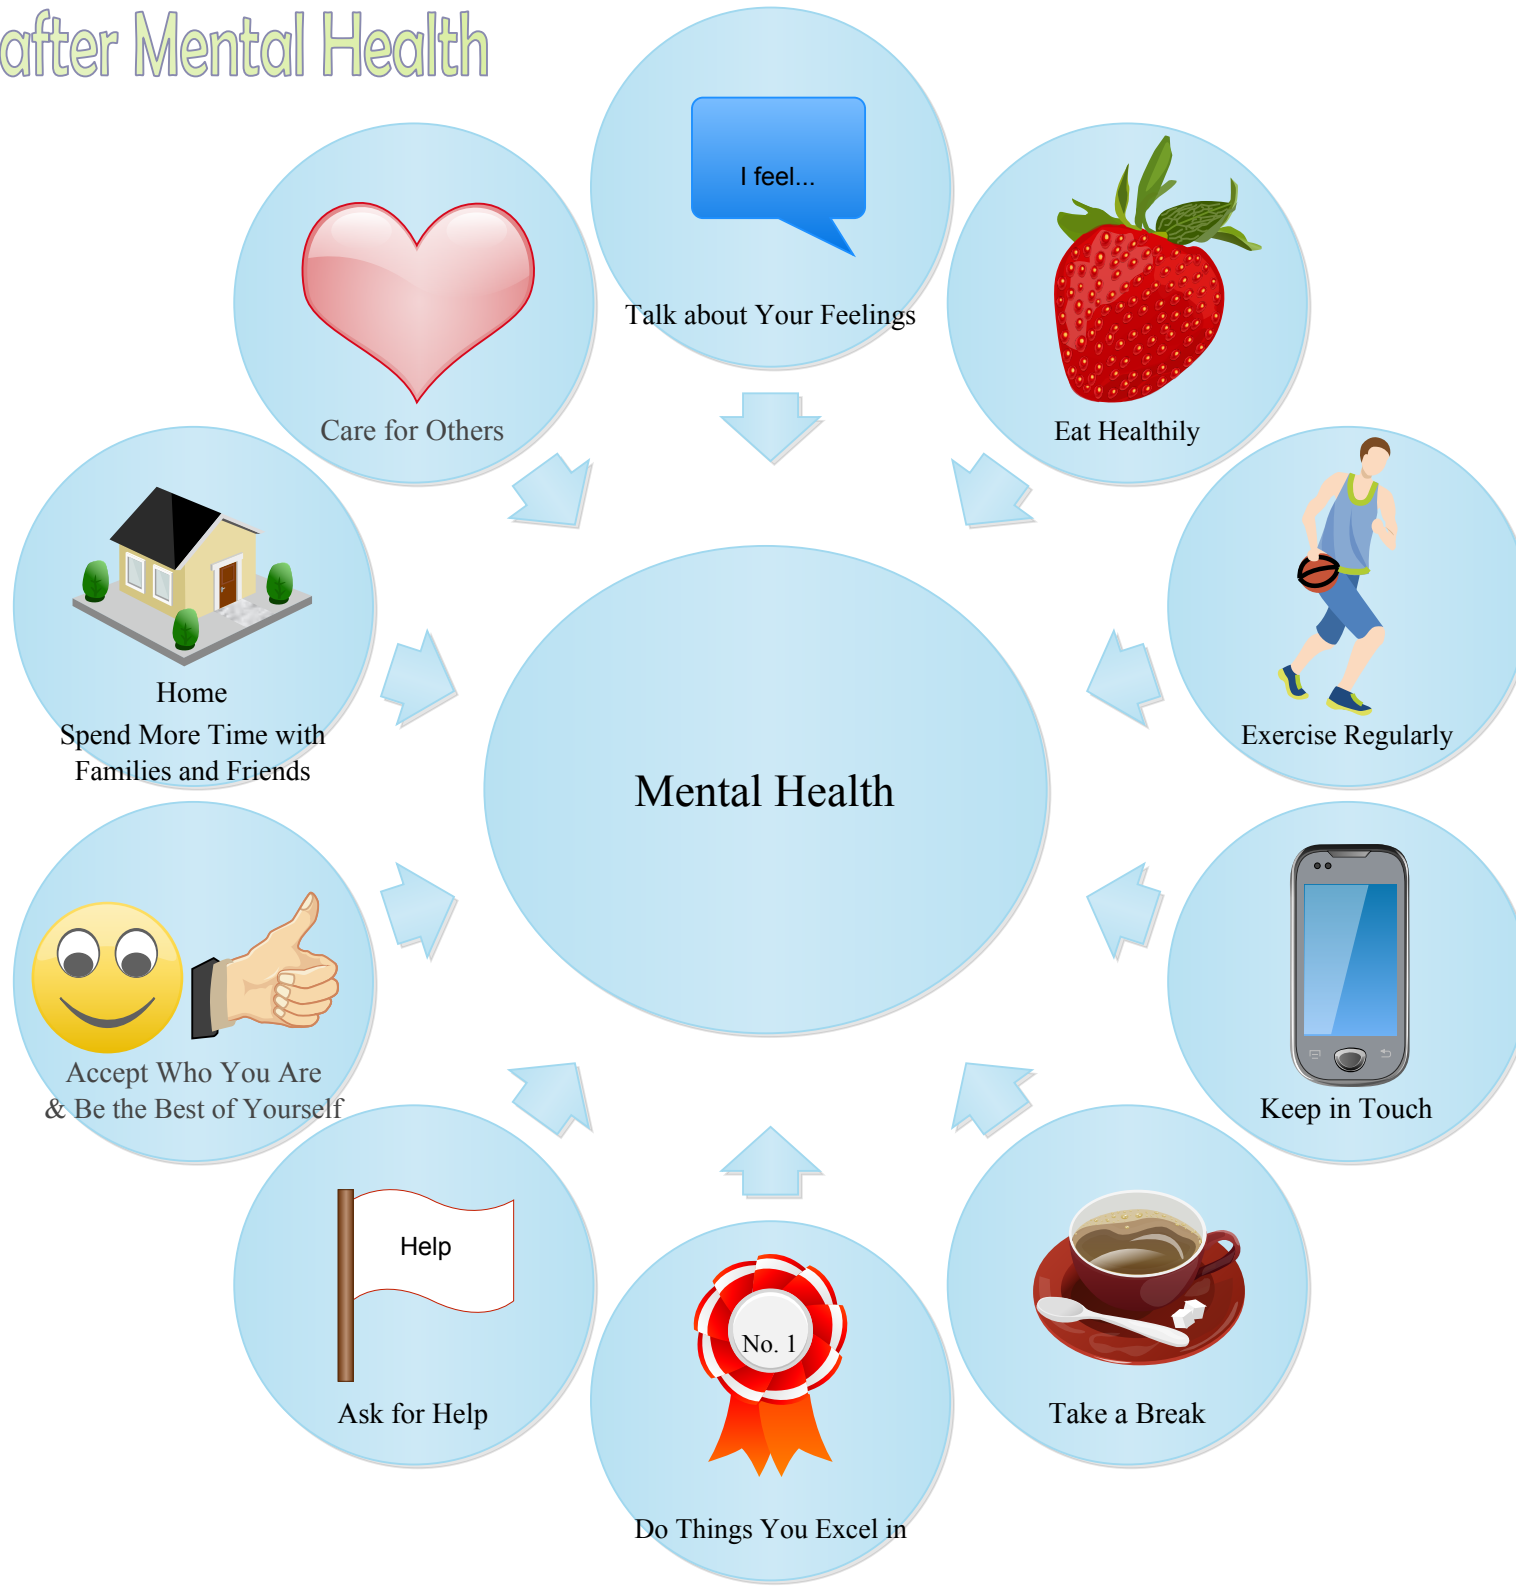 after Mental Health
I feel...
Talk about Your Feelings
Eat Healthily
Exercise Regularly
Keep in Touch
Take a Break
No. 1
Do Things You Excel in
Help
Ask for Help
Accept Who You Are
& Be the Best of Yourself
Home
Spend More Time with
Families and Friends
Care for Others
Mental Health